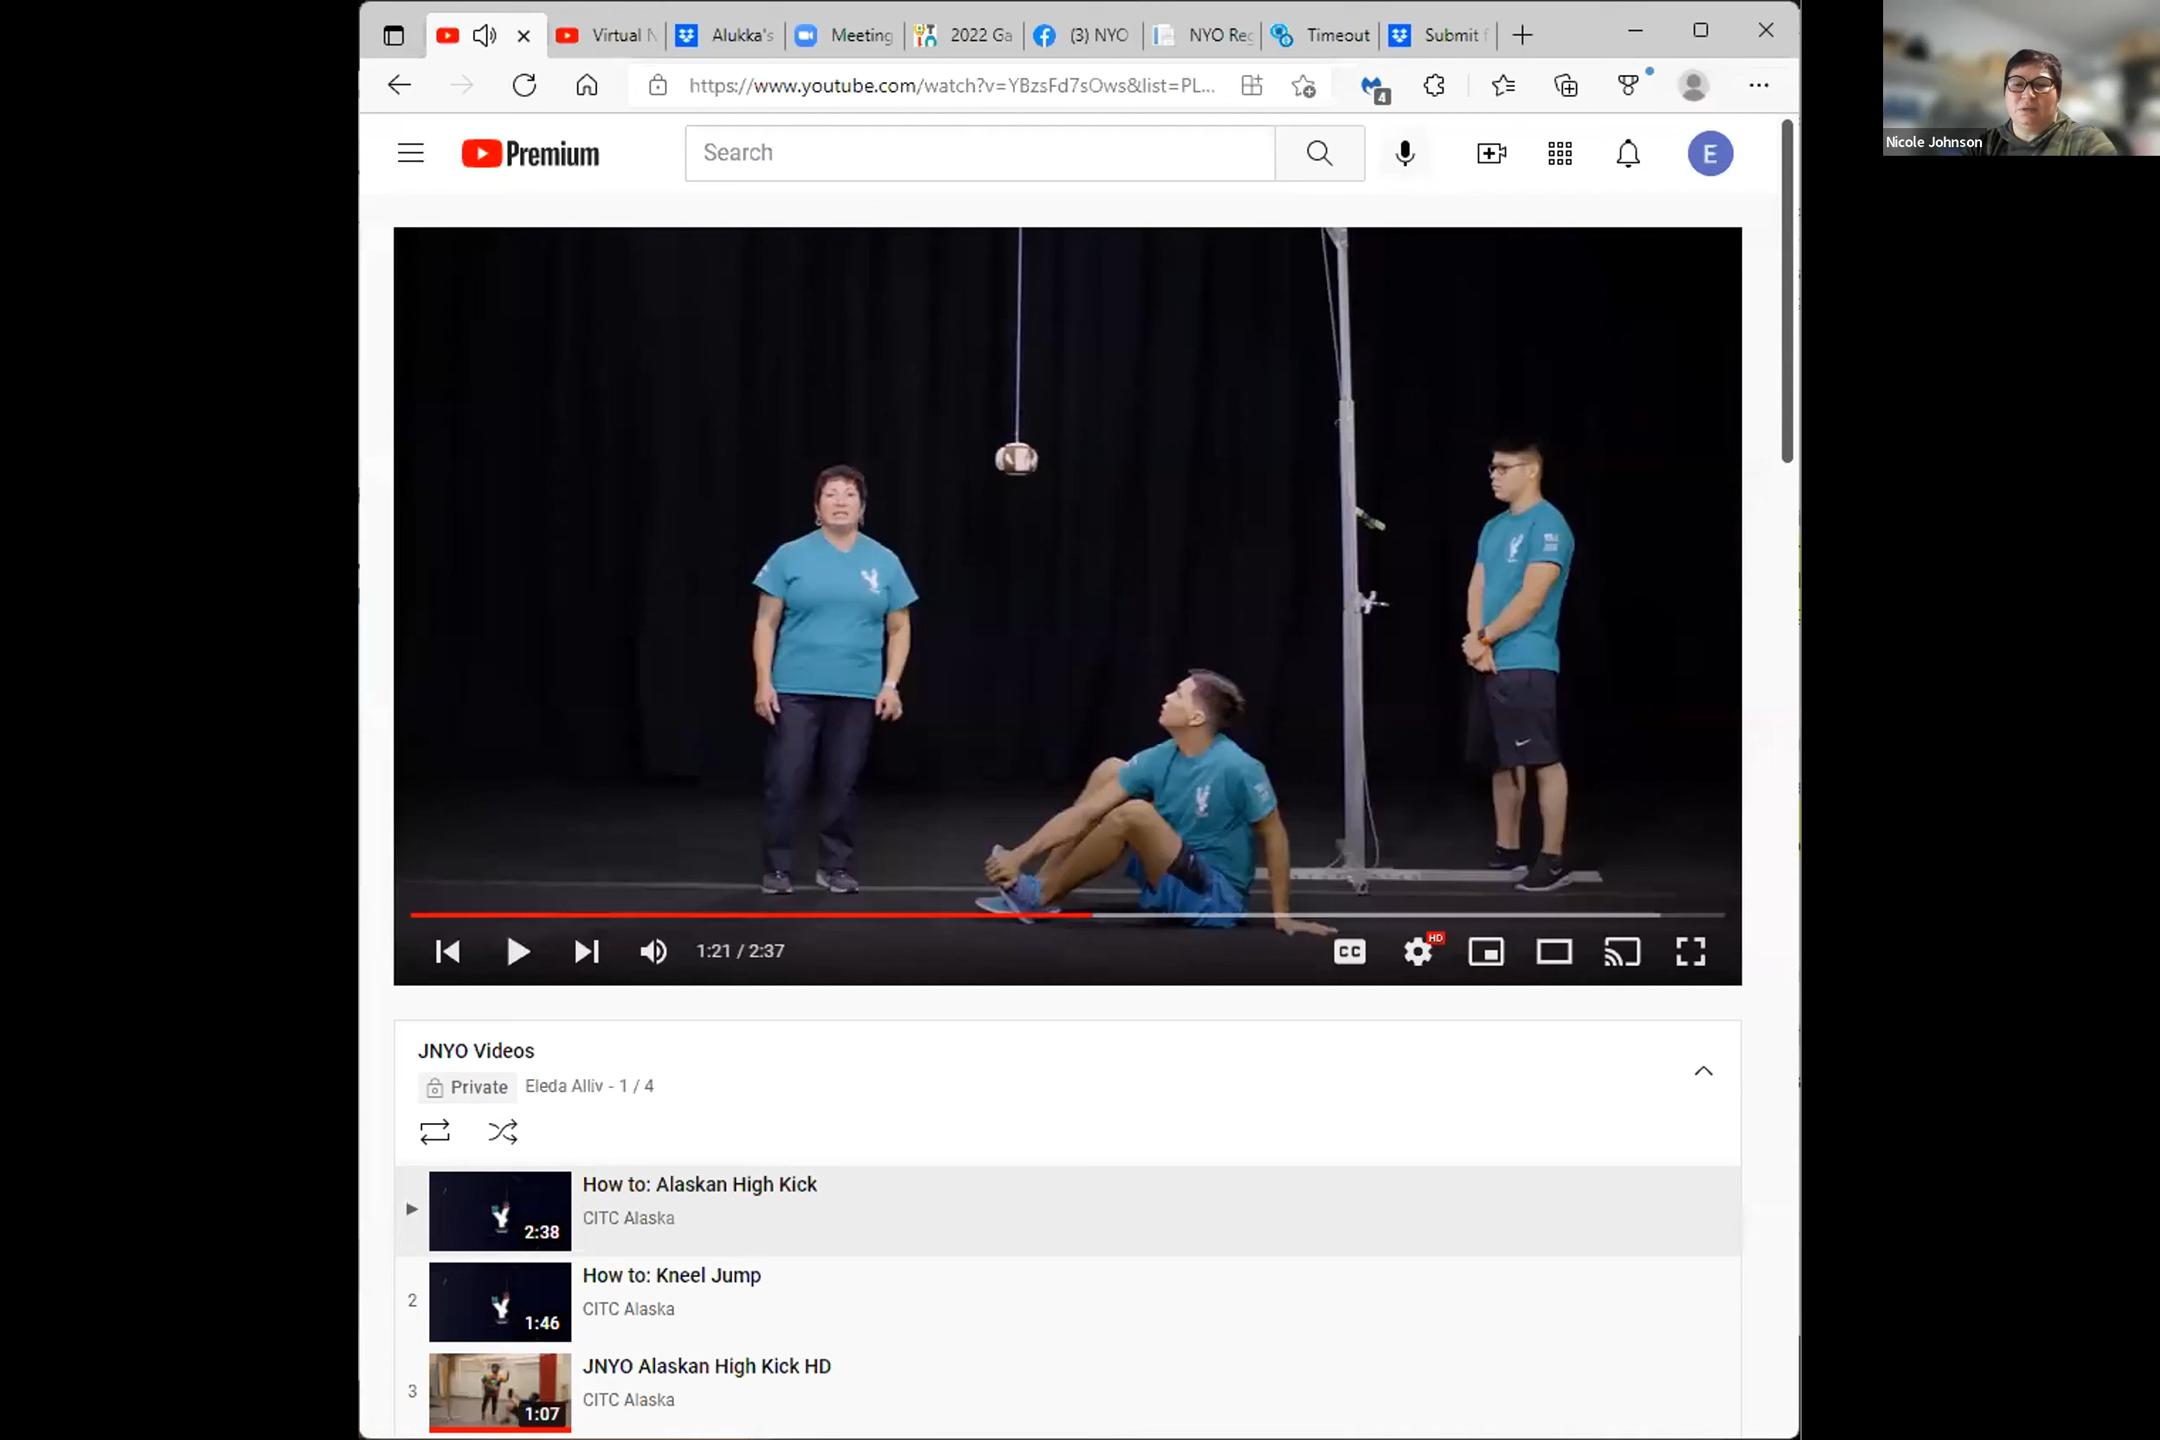 Virtual N
Alukka's
Meeting
2022 Ga
(3) NYO
NYO Reg
Timeout
Submit f
https://www.youtube.com/watch?v=YBzsFd7sOws&list=PL...
4
Premium
Search
E
Nicole Johnson
1:21 / 2:37
CC
HD
JNYO Videos
Private
Eleda Alliv - 1 / 4
How to: Alaskan High Kick
CITC Alaska
2:38
2
How to: Kneel Jump
CITC Alaska
1:46
3
JNYO Alaskan High Kick HD
CITC Alaska
1:07